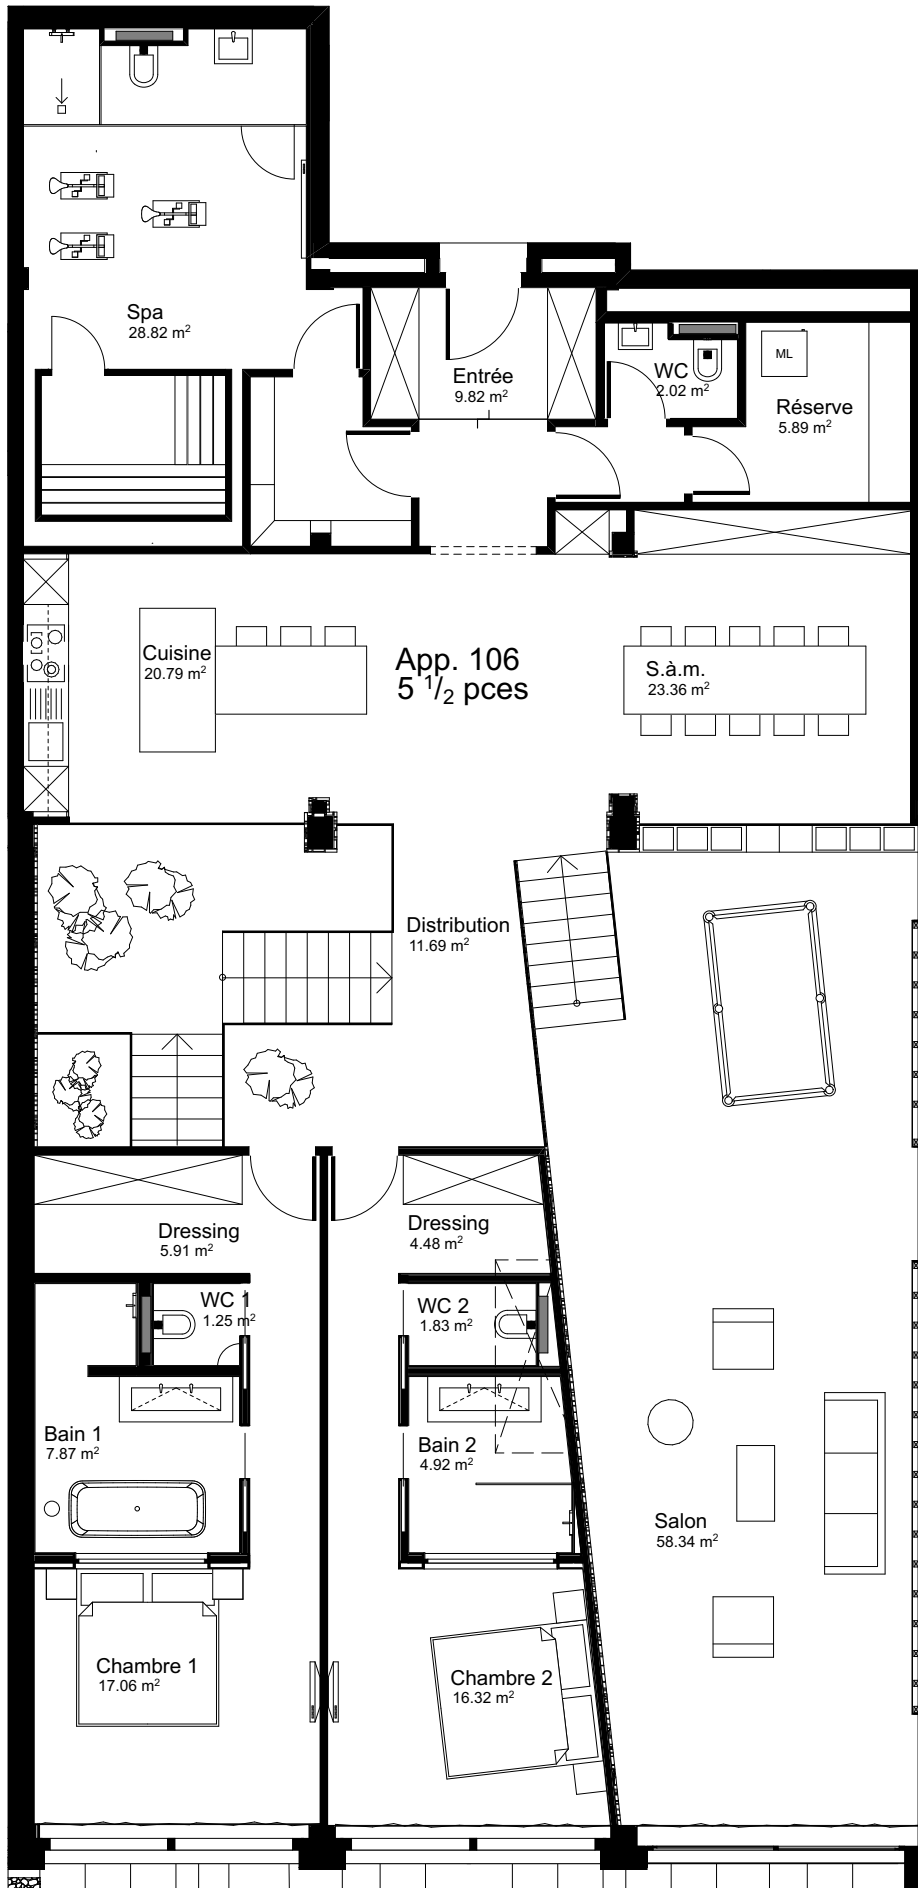 Spa
28.82 m²
Entrée
9.82 m²
WC
2.02 m²
ML
Réserve
5.89 m²
Cuisine
20.79 m²
App. 106
5 1/2 pces
S.à.m.
23.36 m²
Distribution
11.69 m²
Dressing
5.91 m²
Dressing
4.48 m²
WC 1
1.25 m²
WC 2
1.83 m²
Bain 1
7.87 m²
Bain 2
4.92 m²
Salon
58.34 m²
Chambre 1
17.06 m²
Chambre 2
16.32 m²